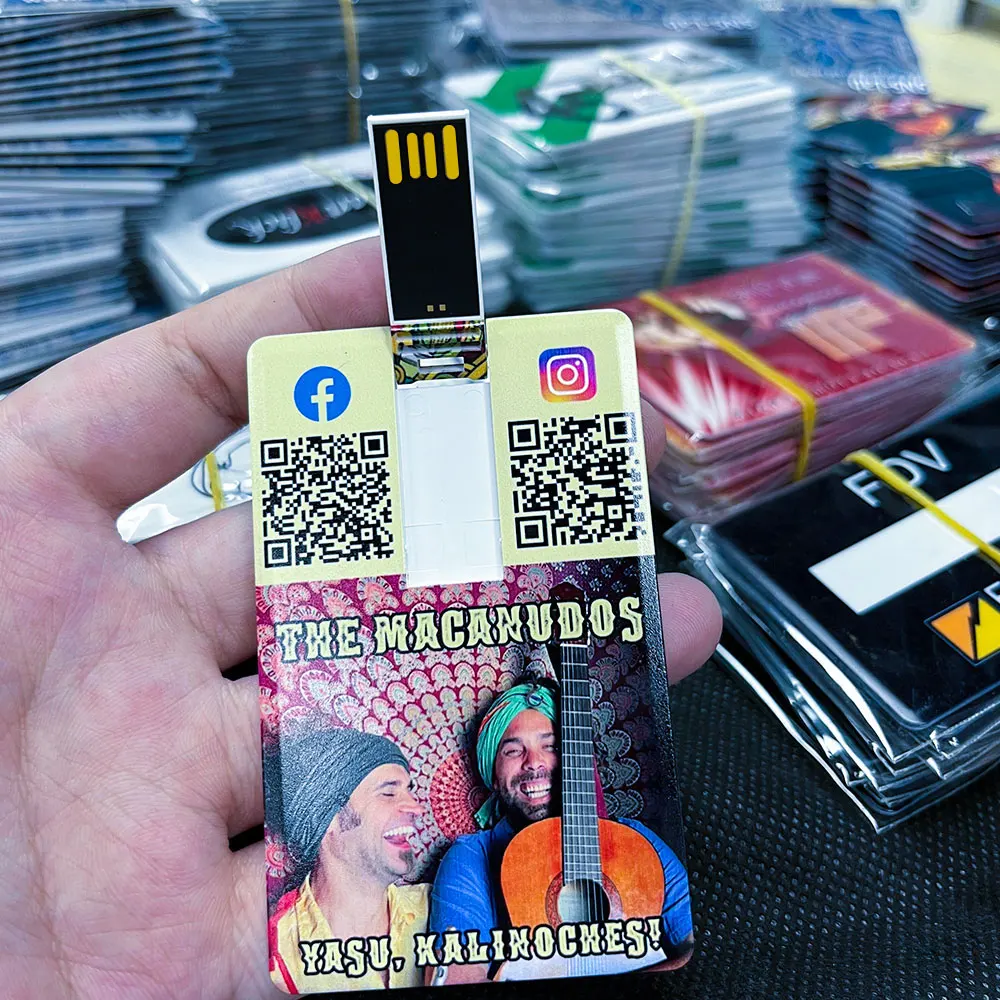 THE MACANUDOS
YASU, KALINOCHES!
FDV